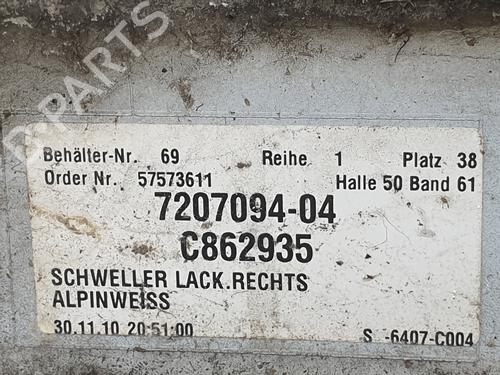 B-PARTS
Behälter-Nr. 69 Reihe 1 Platz 38
Order Nr. 57573611 Halle 50 Band 61
7207094-04
C862935
SCHWELLER LACK.RECHTS
ALPINWEISS
30.11.10 20:51:00 S -6407-C004